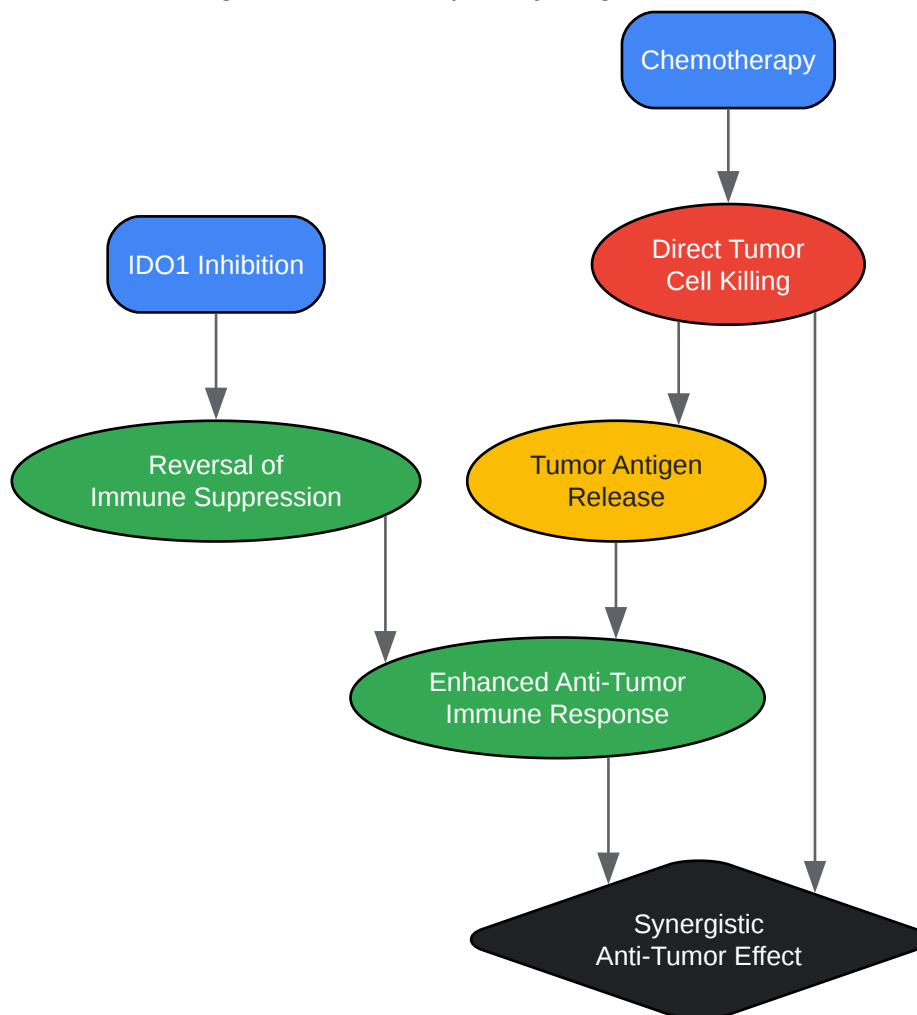 Chemotherapy
Direct Tumor
Cell Killing
IDO1 Inhibition
Reversal of
Immune Suppression
Tumor Antigen
Release
Enhanced Anti-Tumor
Immune Response
Synergistic
Anti-Tumor Effect